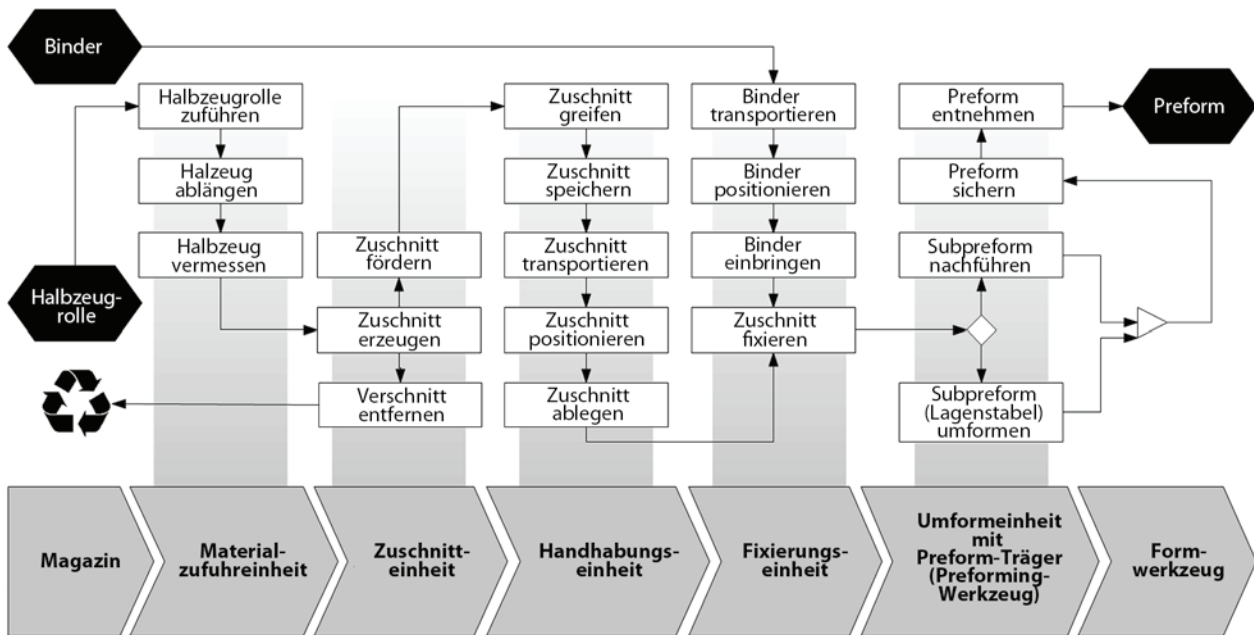 Binder
Halbzeugrolle
zuführen
Halzeug
ablängen
Halbzeug
vermessen
Halbzeug-
rolle
Zuschnitt
fördern
Zuschnitt
erzeugen
Verschnitt
entfernen
Zuschnitt
greifen
Zuschnitt
speichern
Zuschnitt
transportieren
Zuschnitt
positionieren
Zuschnitt
ablegen
Binder
transportieren
Binder
positionieren
Binder
einbringen
Zuschnitt
fixieren
Preform
entnehmen
Preform
sichern
Subpreform
nachführen
Subpreform
(Lagenstabel)
umformen
Preform
Magazin
Material-
zufuhreinheit
Zuschnitt-
einheit
Handhabungs-
einheit
Fixierungs-
einheit
Umformeinheit
mit
Preform-Träger
(Preforming-
Werkzeug)
Form-
werkzeug